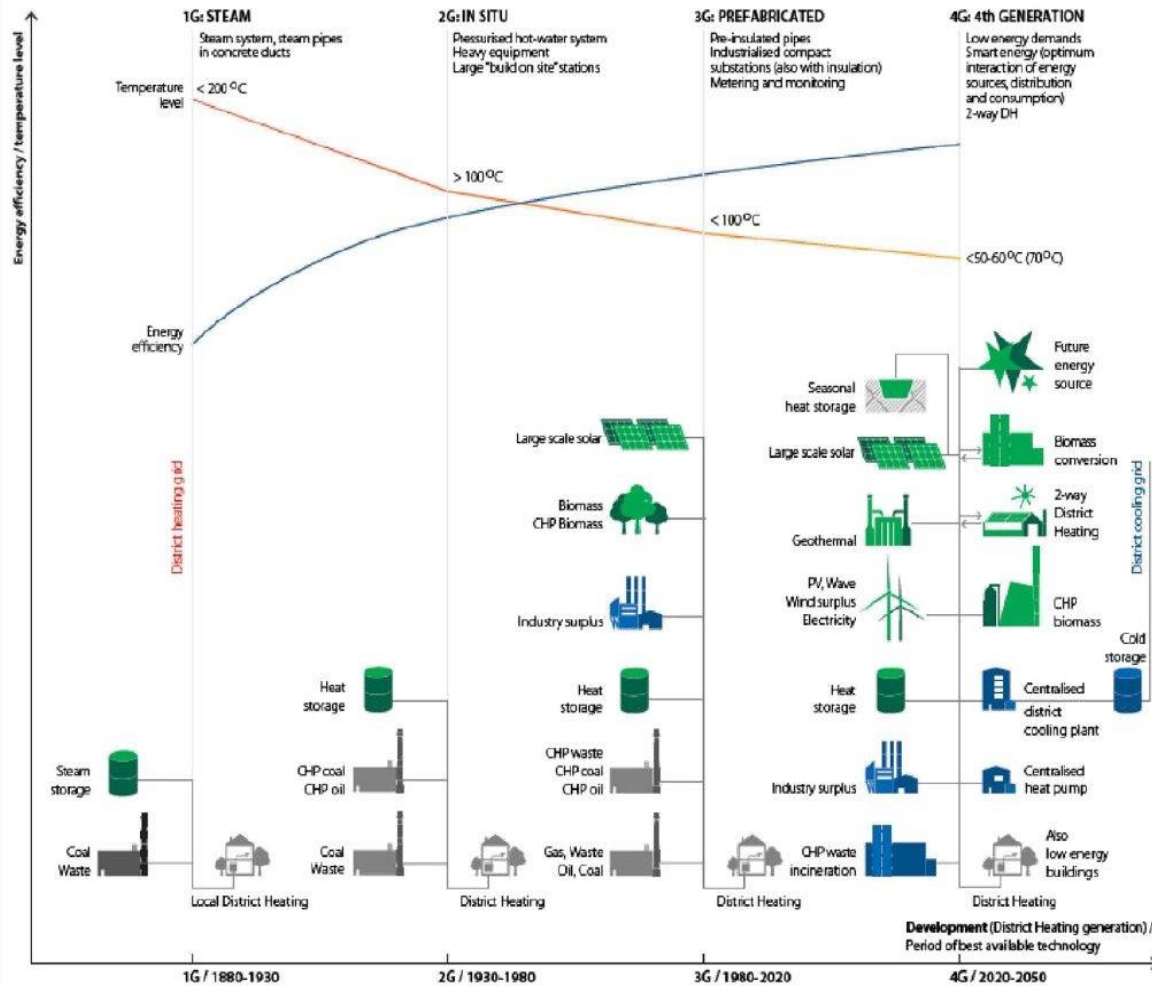 1G: STEAM
Steam system, steam pipes
in concrete ducts
2G: IN SITU
Pressurised hot-water system
Heavy equipment
Large "build on site" stations
3G: PREFABRICATED
Pre-insulated pipes
Industrialised compact
substations (also with insulation)
Metering and monitoring
4G: 4th GENERATION
Low energy demands
Smart energy (optimum
interaction of energy
sources, distribution
and consumption)
2-way DH
Energy efficiency / temperature level
Temperature
level
< 200 °C
> 100 °C
< 100 °C
<50-60 °C (70°C)
Energy
efficiency
District heating grid
District cooling grid
Steam
storage
Coal
Waste
Local District Heating
Heat
storage
CHP coal
CHP oil
Coal
Waste
District Heating
Large scale solar
Biomass
CHP Biomass
Industry surplus
Heat
storage
CHP waste
CHP coal
CHP oil
Gas, Waste
Oil, Coal
District Heating
Seasonal
heat storage
Large scale solar
Geothermal
PV, Wave
Wind surplus
Electricity
Heat
storage
Industry surplus
CHP waste
incineration
Future
energy
source
Biomass
conversion
2-way
District
Heating
CHP
biomass
Cold
storage
Centralised
district
cooling plant
Centralised
heat pump
Also
low energy
buildings
District Heating
Development (District Heating generation) /
Period of best available technology
1G / 1880-1930
2G / 1930-1980
3G / 1980-2020
4G / 2020-2050